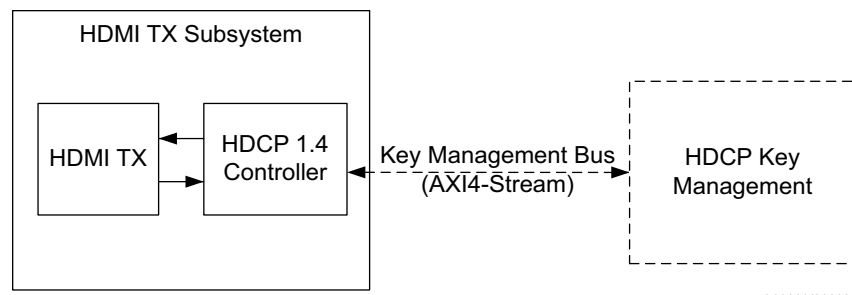 HDMI TX Subsystem
HDMI TX
HDCP 1.4
Controller
Key Management Bus
(AXI4-Stream)
HDCP Key
Management